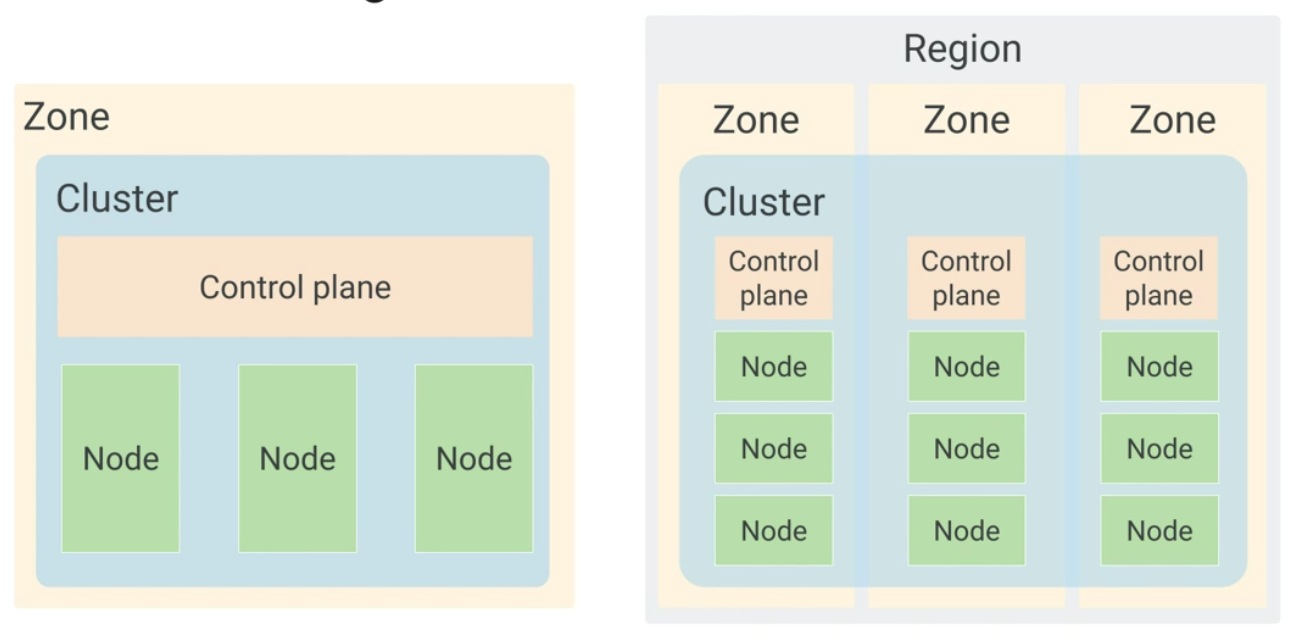 Zone
Cluster
Control plane
Node Node Node
Region
Zone Zone Zone
Cluster
Control Control Control
plane plane plane
Node Node Node
Node Node Node
Node Node Node